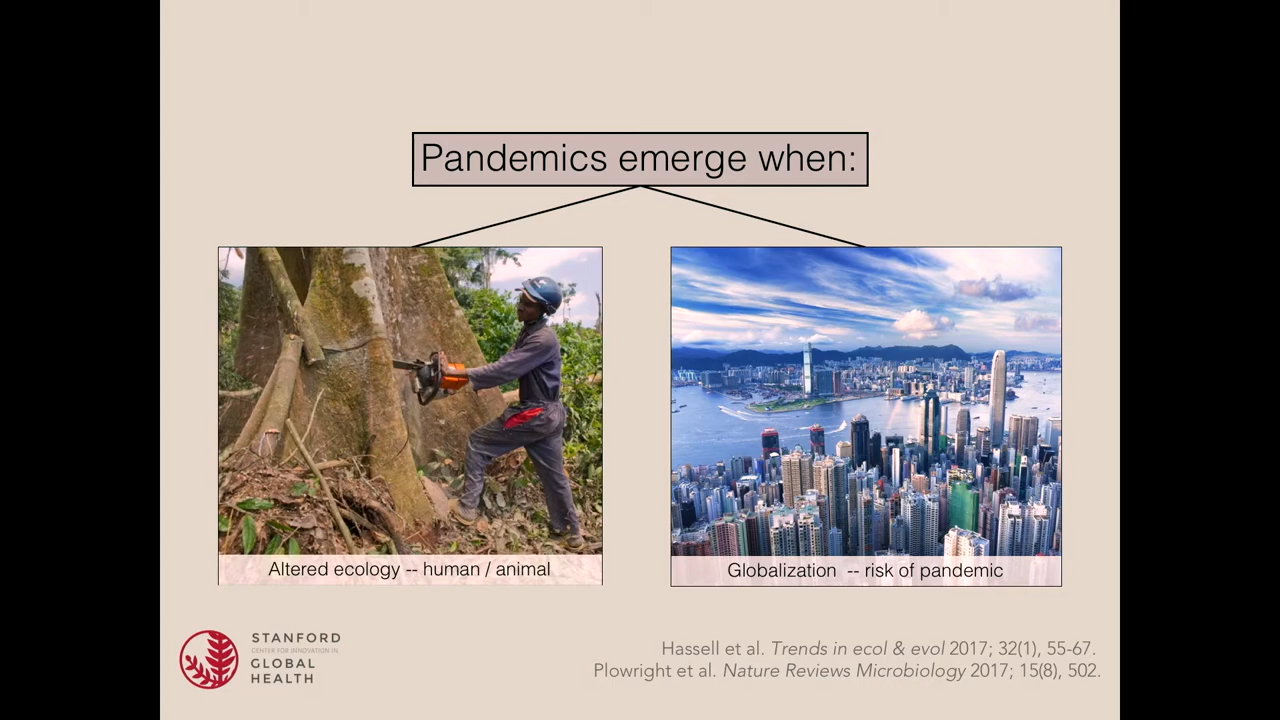 Pandemics emerge when:
Altered ecology -- human / animal
Globalization -- risk of pandemic
STANFORD
CENTER FOR INNOVATION IN
GLOBAL
HEALTH
Hassell et al. Trends in ecol & evol 2017; 32(1), 55-67.
Plowright et al. Nature Reviews Microbiology 2017; 15(8), 502.